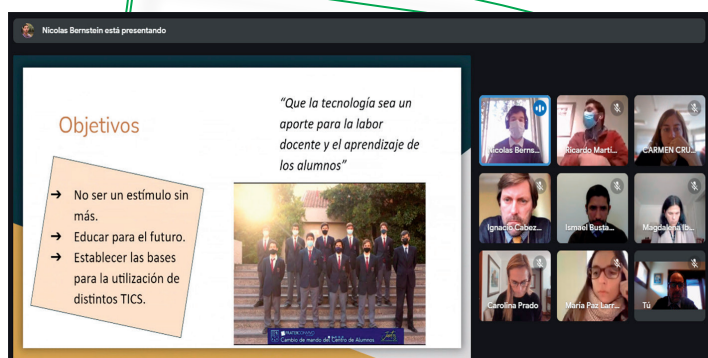 Nicolas Bernstein está presentando
Objetivos
➔ No ser un estímulo sin
más.
➔ Educar para el futuro.
➔ Establecer las bases
para la utilización de
distintos TICS.
“Que la tecnología sea un
aporte para la labor
docente y el aprendizaje de
los alumnos”
Cambio de mando del Centro de Alumnos
Nicolas Berns...
Ricardo Martí...
CARMEN CRU...
Ignacio Cabez...
Ismael Busta...
Magdalena Ib...
Carolina Prado
María Paz Larr...
Tú